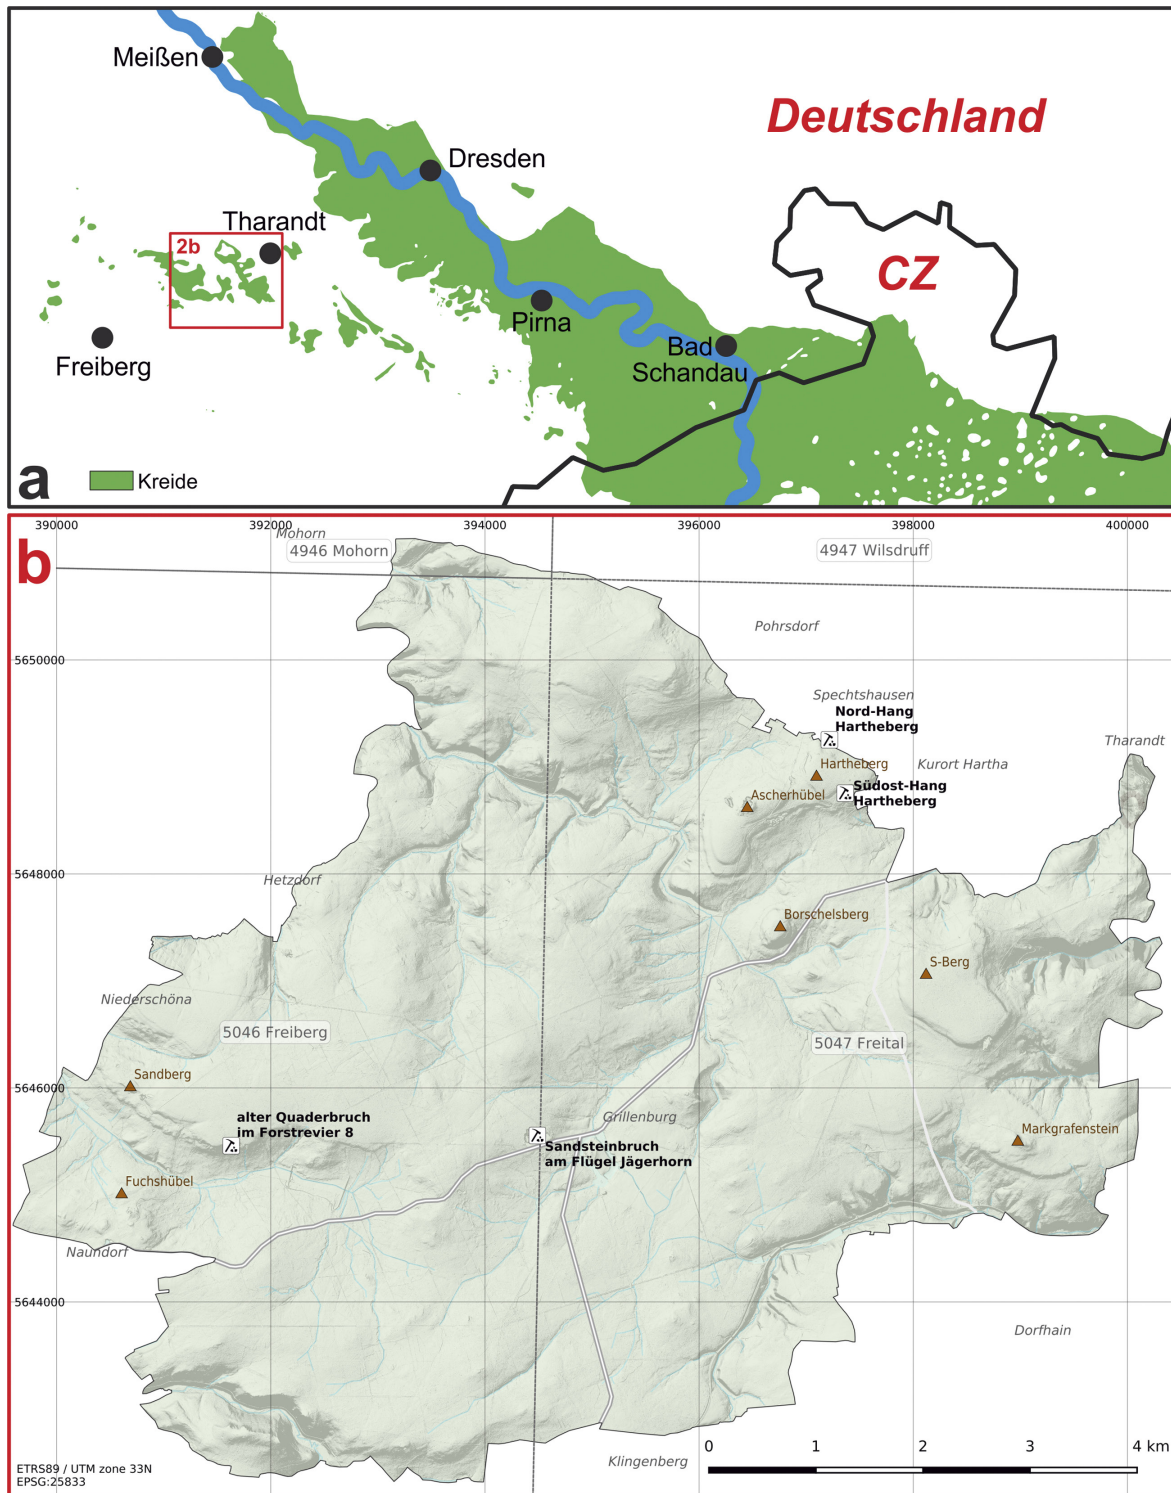 Meißen
Deutschland
Dresden
Tharandt
2b
CZ
Pirna
Freiberg
Bad
Schandau
a
Kreide
b
390000
392000
394000
396000
398000
400000
Mohorn
4946 Mohorn
4947 Wilsdruff
Pohrsdorf
5650000
Spechtshausen
Nord-Hang
Hartheberg
Tharandt
Hartheberg
Kurort Hartha
Südost-Hang
Hartheberg
Ascherhübel
5648000
Hetzdorf
Borschelsberg
S-Berg
Niederschöna
5046 Freiberg
5047 Freital
Sandberg
5646000
alter Quaderbruch
im Forstrevier 8
Grillenburg
Markgrafenstein
Sandsteinbruch
am Flügel Jägerhorn
Fuchshübel
Naundorf
5644000
Dorfhain
0
1
2
3
4 km
Klingenberg
ETRS89 / UTM zone 33N
EPSG:25833